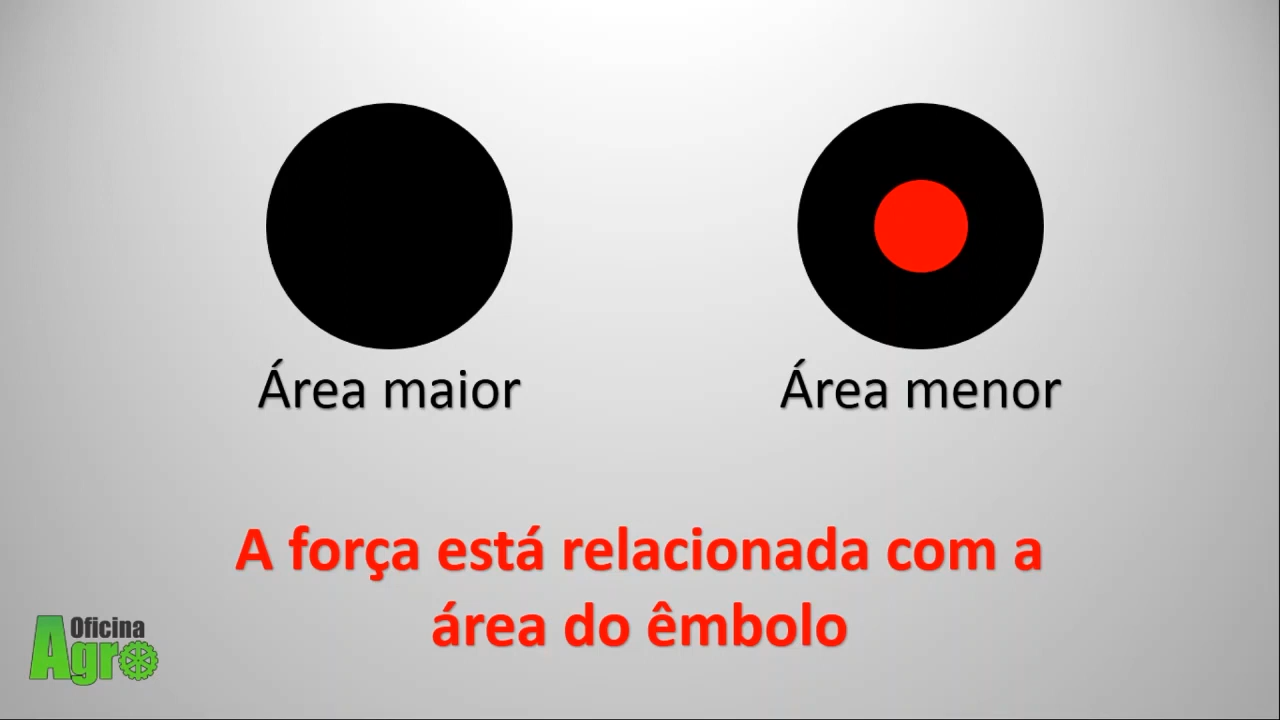 Área maior
Área menor
A força está relacionada com a
área do êmbolo
Oficina
Agro